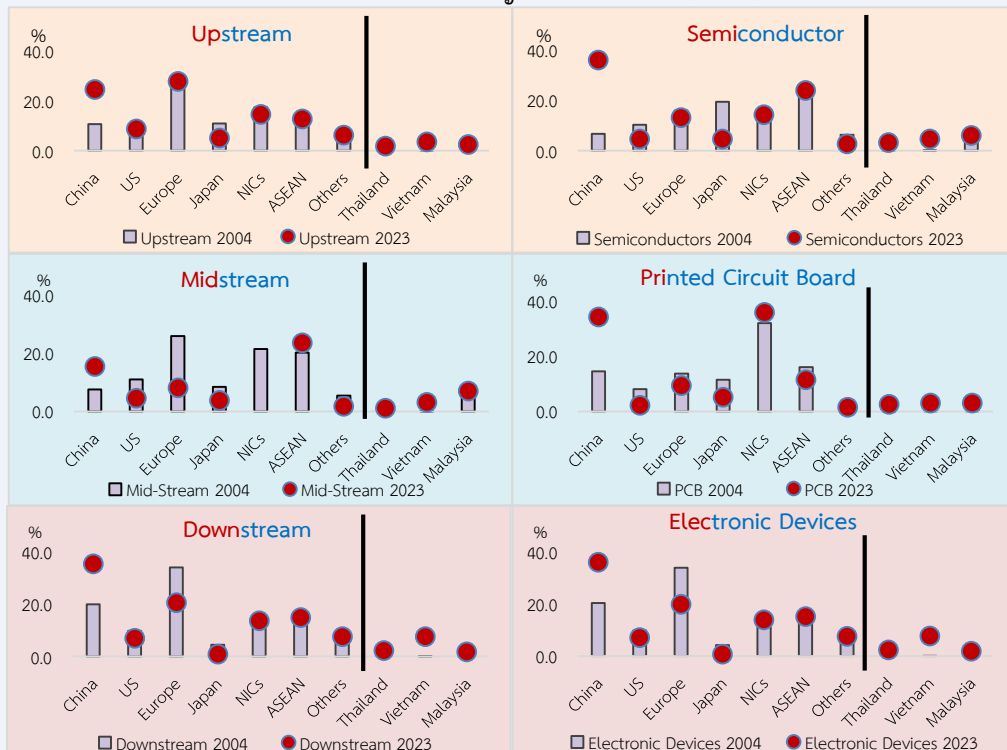 Upstream
%
40.0
20.0
0.0
China US Europe Japan NICs ASEAN Others Thailand Vietnam Malaysia
Upstream 2004 Upstream 2023
Semiconductor
%
40.0
20.0
0.0
China US Europe Japan NICs ASEAN Others Thailand Vietnam Malaysia
Semiconductors 2004 Semiconductors 2023
Midstream
%
40.0
20.0
0.0
China US Europe Japan NICs ASEAN Others Thailand Vietnam Malaysia
Mid-Stream 2004 Mid-Stream 2023
Printed Circuit Board
%
40.0
20.0
0.0
China US Europe Japan NICs ASEAN Others Thailand Vietnam Malaysia
PCB 2004 PCB 2023
Downstream
%
40.0
20.0
0.0
China US Europe Japan NICs ASEAN Others Thailand Vietnam Malaysia
Downstream 2004 Downstream 2023
Electronic Devices
%
40.0
20.0
0.0
China US Europe Japan NICs ASEAN Others Thailand Vietnam Malaysia
Electronic Devices 2004 Electronic Devices 2023